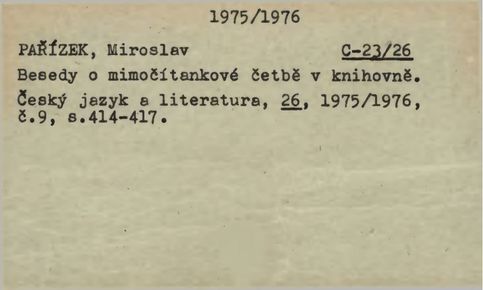 1975/1976
PAŘÍZEK, Miroslav C-23/26
Besedy o mimočítankové četbě v knihovně.
Český jazyk a literatura, 26, 1975/1976,
č.9, s.414-417.